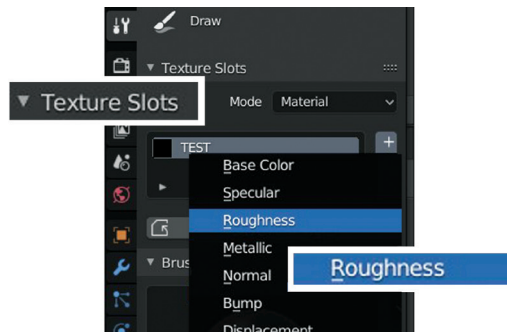 Draw
Texture Slots
Texture Slots
Mode Material
TEST
+
Base Color
Specular
Roughness
Metallic
Normal
Roughness
Bump
Displacement